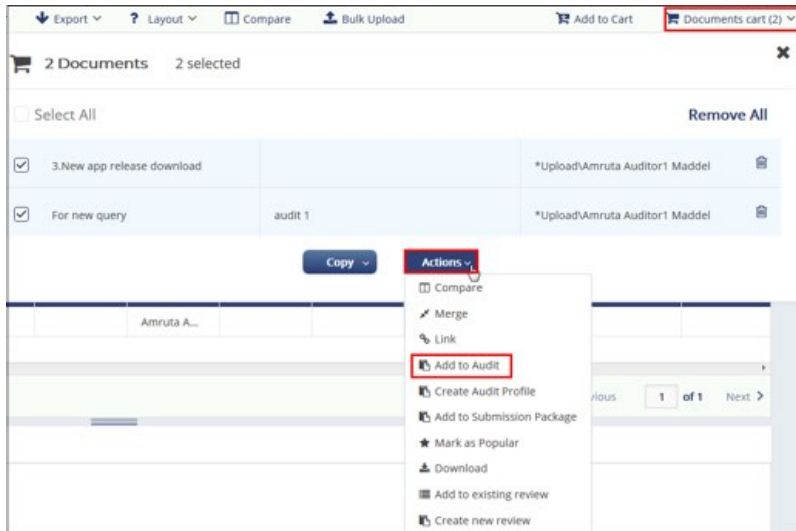 Export ? Layout Compare Bulk Upload Add to Cart Documents cart (2)
2 Documents 2 selected
Select All Remove All
3.New app release download *Upload\Amruta Auditor1 Maddel
For new query audit 1 *Upload\Amruta Auditor1 Maddel
Copy Actions
Compare
Amruta A...
Merge
Link
Add to Audit
Create Audit Profile
vious 1 of 1 Next
Add to Submission Package
Mark as Popular
Download
Add to existing review
Create new review